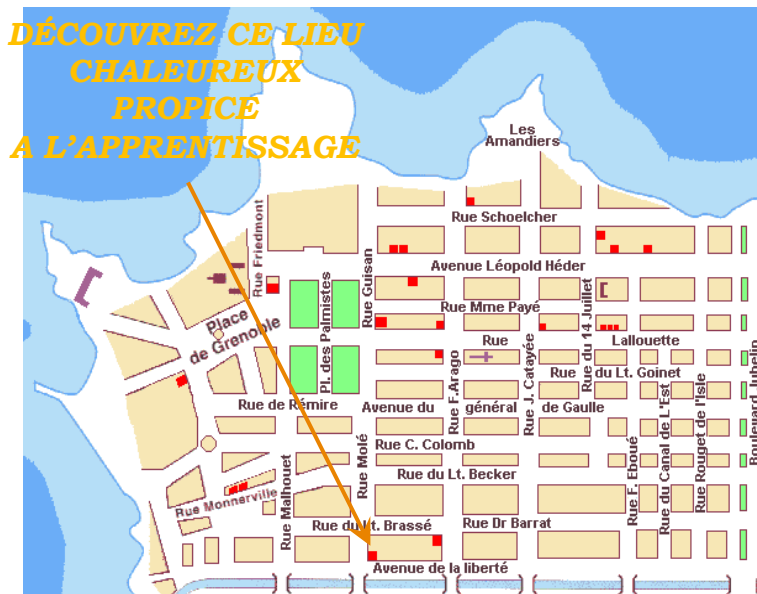 DÉCOUVREZ CE LIEU
CHALEUREUX
PROPICE
A L'APPRENTISSAGE
Les
Amandiers
Rue Schoelcher
Rue Friedmont
Avenue Léopold Héder
Rue Guisan
Pl. des Palmistes
Rue Mme Payé
Rue du 14 Juillet
Place
de Grenoble
Rue Lallouette
Rue F.Arago
Rue J. Catayée
Rue du Lt. Goinet
Boulevard Jubelin
Rue de Rémire
Avenue du général de Gaulle
Rue C. Colomb
Rue Molé
Rue du Lt. Becker
Rue Malhouet
Rue Monnerville
Rue F. Eboué
Rue du Canal de L'Est
Rue Rouget de l'Isle
Rue du Lt. Brassé
Rue Dr Barrat
Avenue de la liberté